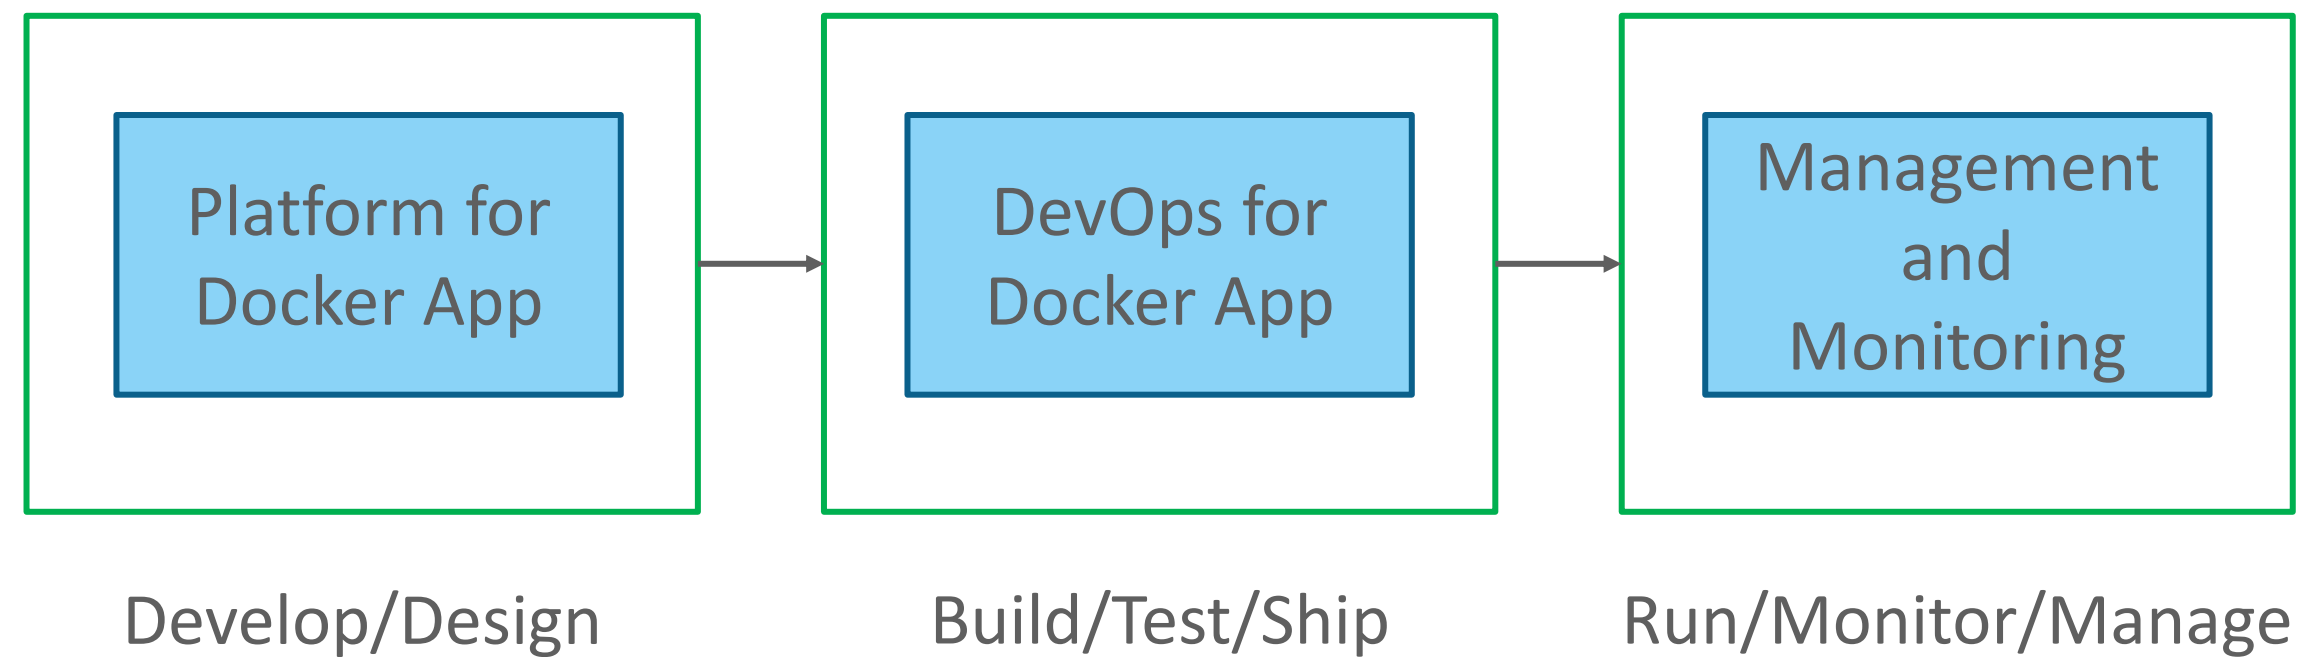 Platform for
Docker App
DevOps for
Docker App
Management
and
Monitoring
Develop/Design
Build/Test/Ship
Run/Monitor/Manage